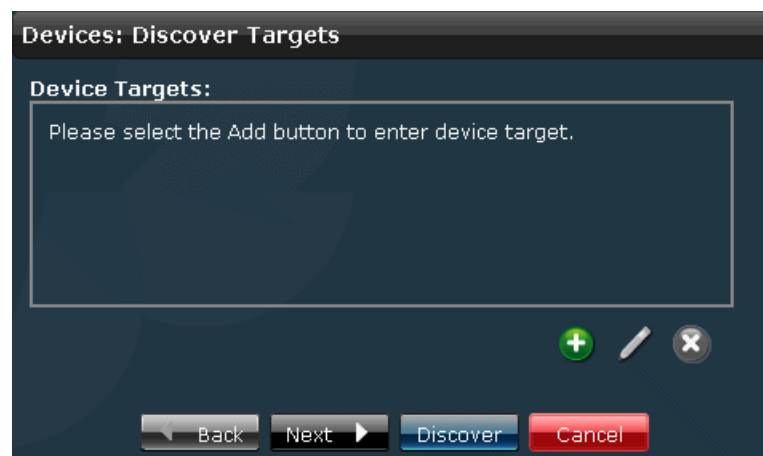 Devices: Discover Targets
Device Targets:
Please select the Add button to enter device target.
Back Next Discover Cancel